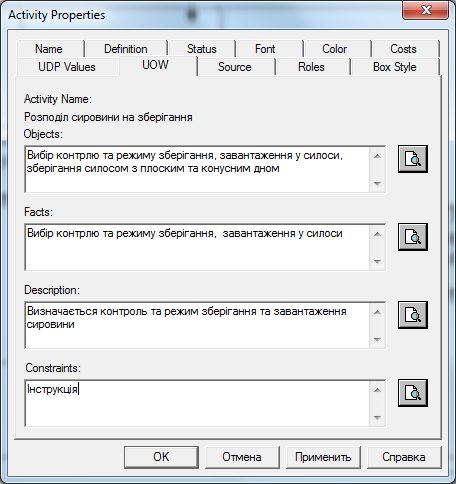 Activity Properties
Name Definition Status Font Color Costs
UDP Values UOW Source Roles Box Style
Activity Name:
Розподіл сировини на зберігання
Objects:
Вибір контрлю та режиму зберігання, завантаження у силоси,
зберігання силосом з плоским та конусним дном
Facts:
Вибір контрлю та режиму зберігання, завантаження у силоси
Description:
Визначається контроль та режим зберігання та завантаження
сировини
Constraints:
Інструкція
OK Отмена Применить Справка